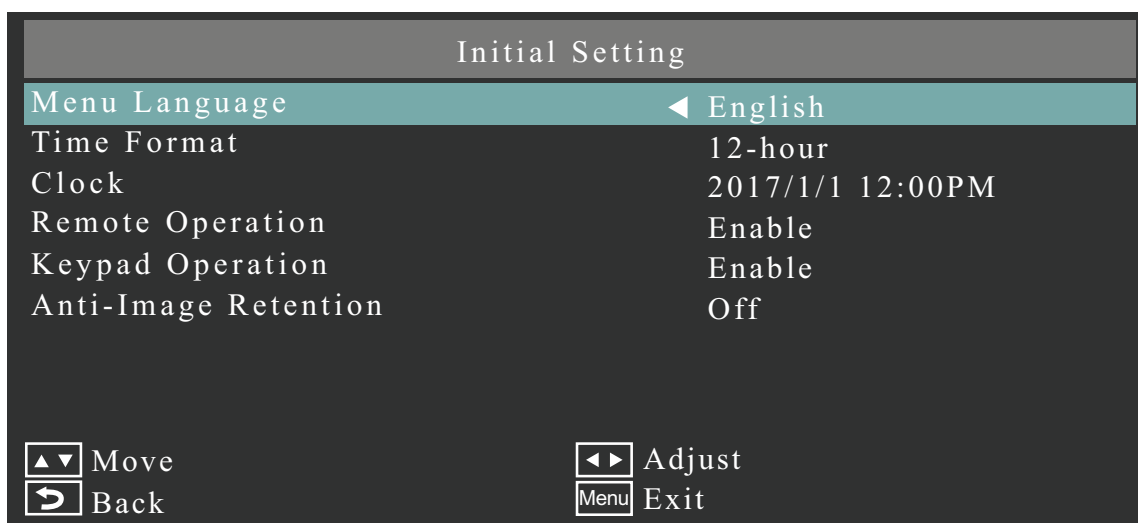 Initial Setting
Menu Language English
Time Format 12-hour
Clock 2017/1/1 12:00PM
Remote Operation Enable
Keypad Operation Enable
Anti-Image Retention Off
Move Adjust
Back Menu Exit